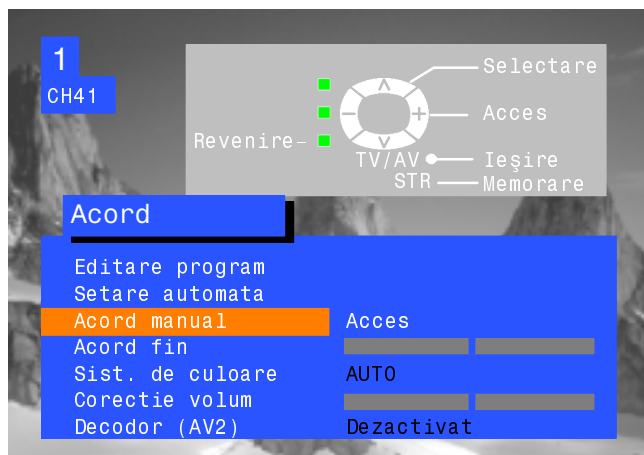 1
CH41
Selectare
Acces
Revenire
TV/AV
Ieşire
STR
Memorare
Acord
Editare program
Setare automata
Acord manual Acces
Acord fin
Sist. de culoare AUTO
Corectie volum
Decodor (AV2) Dezactivat